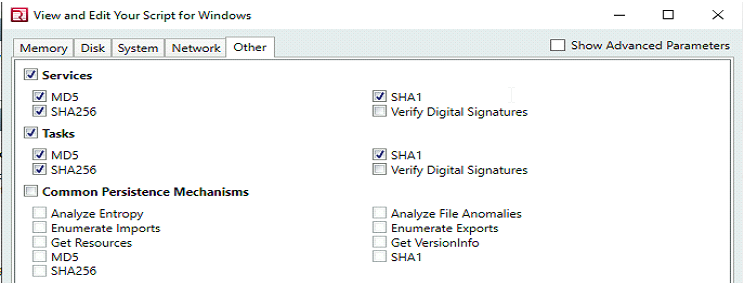 View and Edit Your Script for Windows
Memory Disk System Network Other Show Advanced Parameters
Services
MD5 SHA1
SHA256 Verify Digital Signatures
Tasks
MD5 SHA1
SHA256 Verify Digital Signatures
Common Persistence Mechanisms
Analyze Entropy Analyze File Anomalies
Enumerate Imports Enumerate Exports
Get Resources Get VersionInfo
MD5 SHA1
SHA256